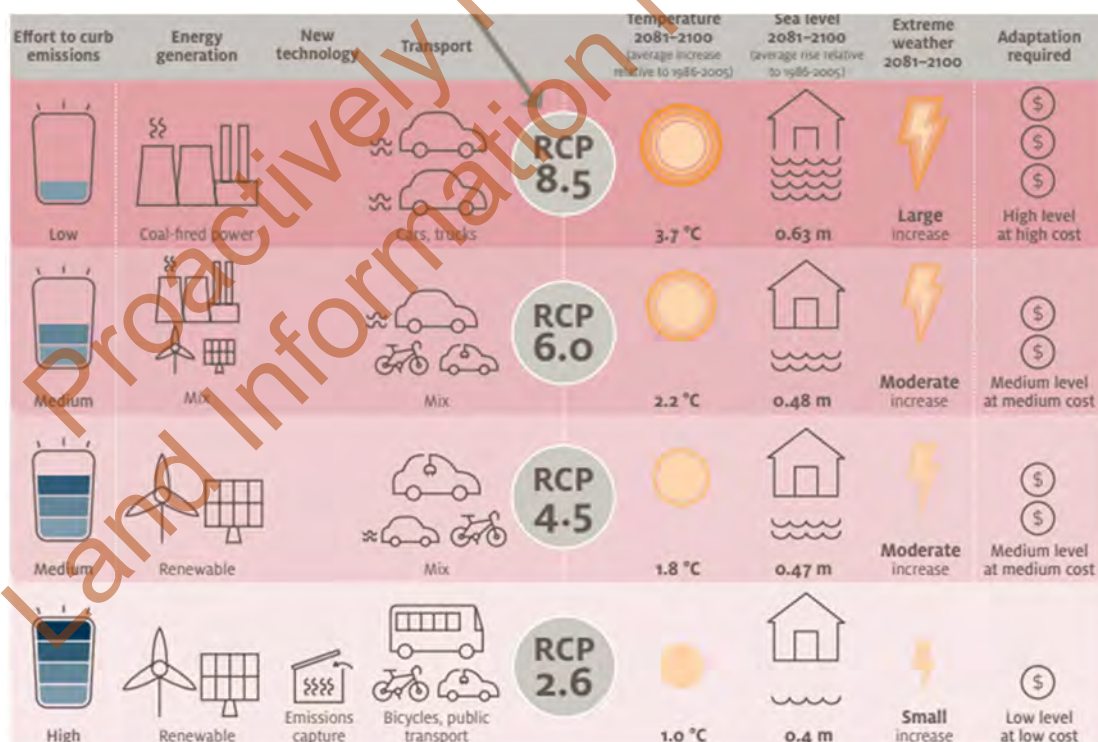 Effort to curb
emissions
Energy
generation
New
technology
Transport
Temperature
2081–2100
(average increase
relative to 1986-2005)
Sea level
2081–2100
(average rise relative
to 1986-2005)
Extreme
weather
2081–2100
Adaptation
required
Low
Coal-fired power
Cars, trucks
RCP
8.5
3.7 °C
0.63 m
Large
increase
$
$
$
High level
at high cost
Medium
Mix
Mix
RCP
6.0
2.2 °C
0.48 m
Moderate
increase
$
$
Medium level
at medium cost
Medium
Renewable
Mix
RCP
4.5
1.8 °C
0.47 m
Moderate
increase
$
$
Medium level
at medium cost
High
Renewable
Emissions
capture
Bicycles, public
transport
RCP
2.6
1.0 °C
0.4 m
Small
increase
$
Low level
at low cost
Proactively
Land Information